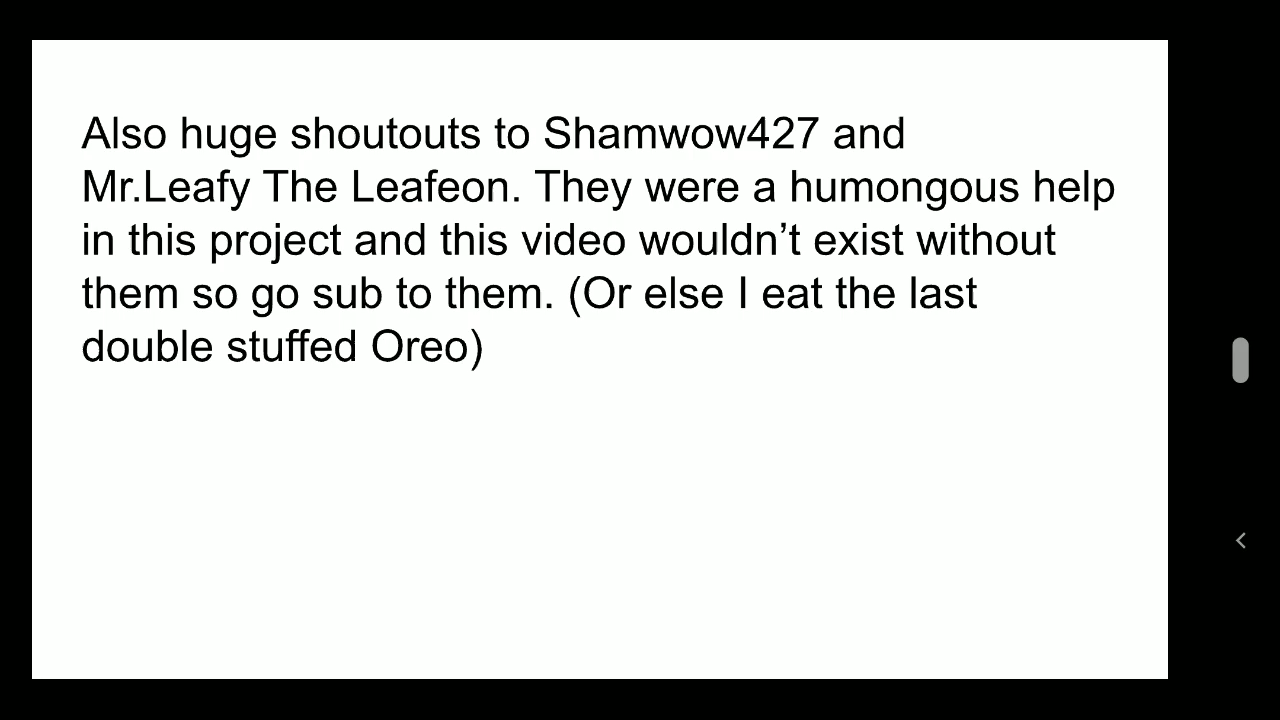 Also huge shoutouts to Shamwow427 and
Mr.Leafy The Leafeon. They were a humongous help
in this project and this video wouldn’t exist without
them so go sub to them. (Or else I eat the last
double stuffed Oreo)